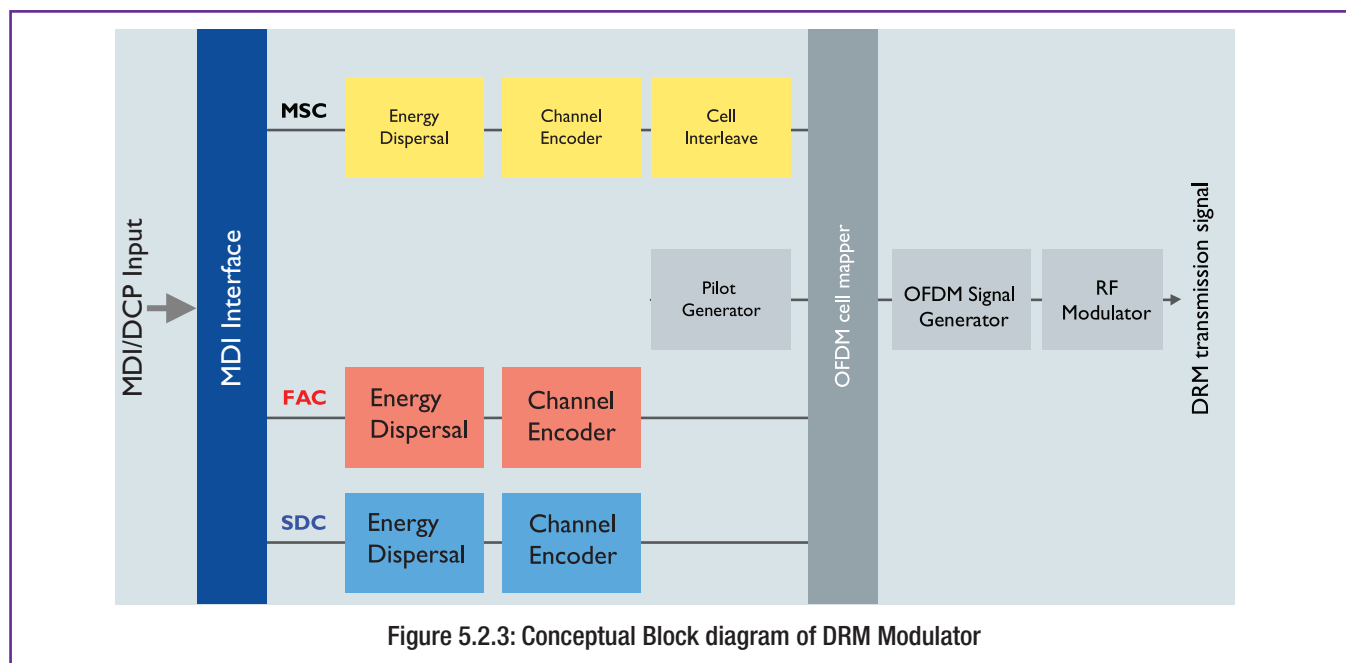 MDI/DCP Input
MDI Interface
MSC
Energy
Dispersal
Channel
Encoder
Cell
Interleave
Pilot
Generator
FAC
Energy
Dispersal
Channel
Encoder
SDC
Energy
Dispersal
Channel
Encoder
OFDM cell mapper
OFDM Signal
Generator
RF
Modulator
DRM transmission signal
Figure 5.2.3: Conceptual Block diagram of DRM Modulator